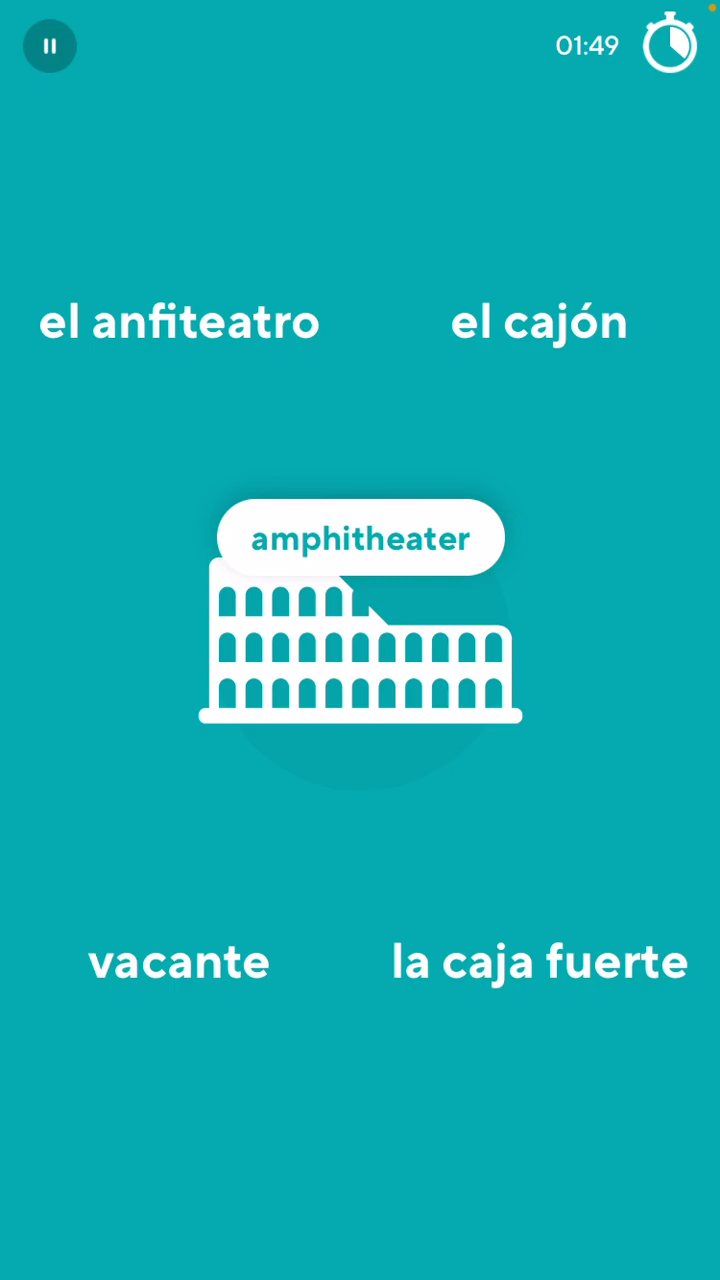 01:49
el anfiteatro
el cajón
amphitheater
vacante
la caja fuerte